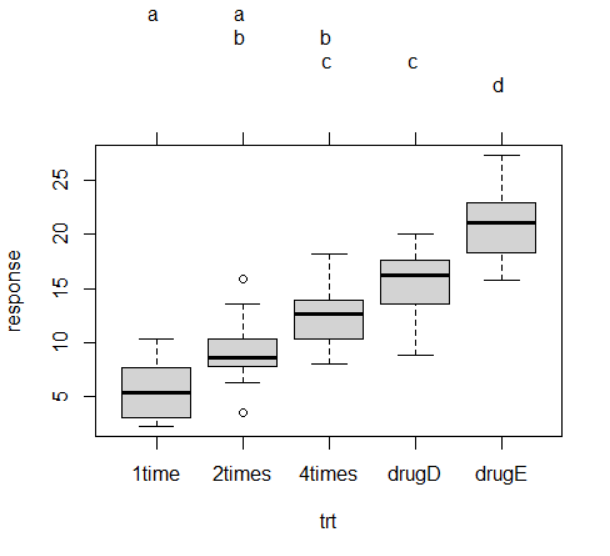 a a
b b
c c
d
25
20
15
10
5
response
1time 2times 4times drugD drugE
trt